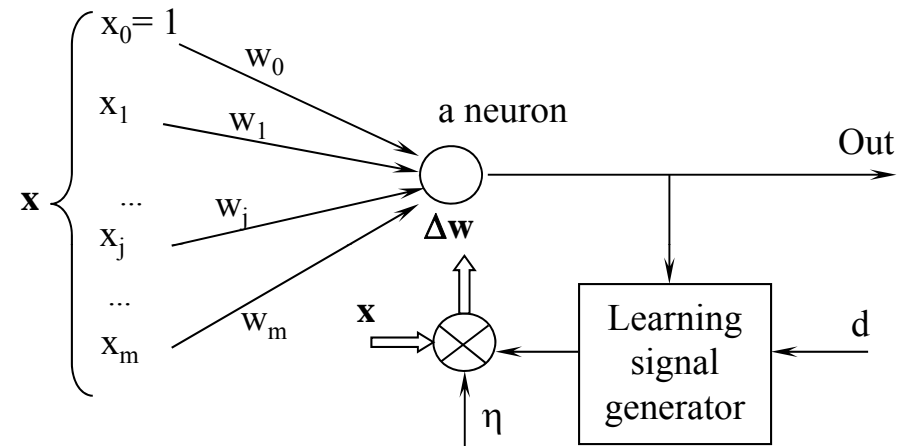 x₀= 1
w₀
x₁
w₁
a neuron
Out
x
...
wⱼ
xⱼ
Δw
...
wₘ
x
xₘ
Learning
signal
generator
d
η